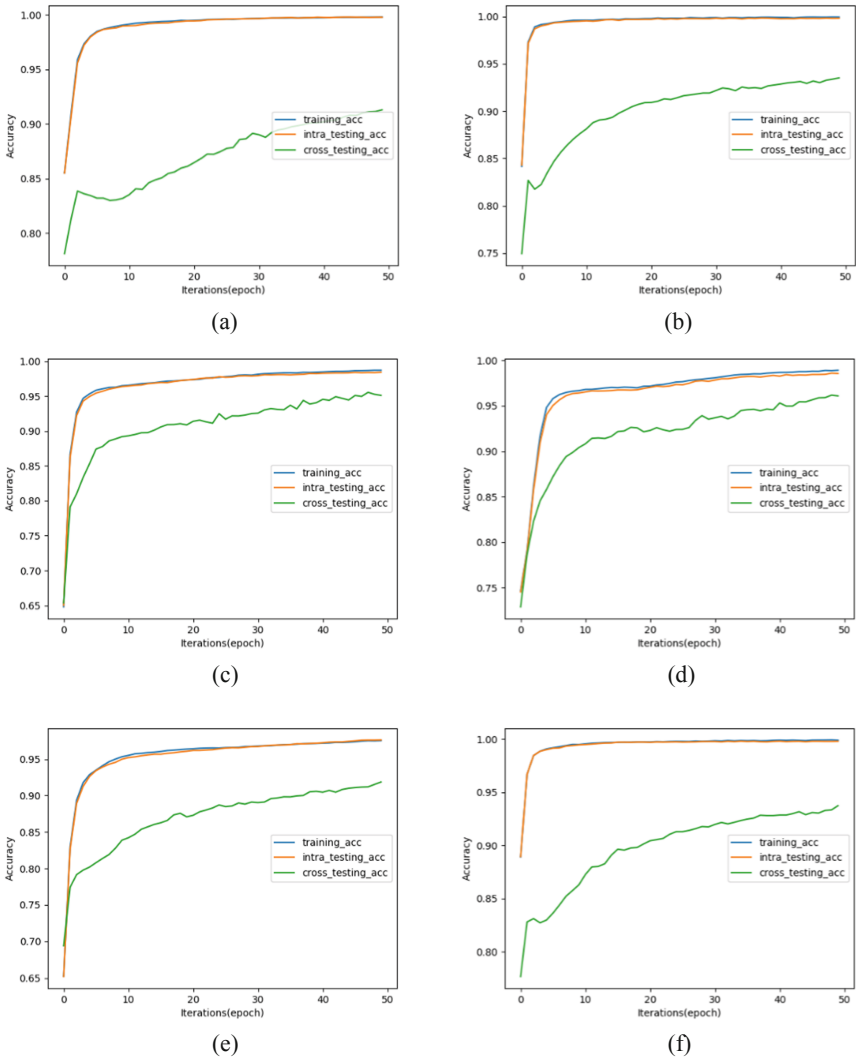 1.00
0.95
0.90
0.85
0.80
Accuracy
training_acc
intra_testing_acc
cross_testing_acc
0 10 20 30 40 50
Iterations(epoch)
(a)
1.00
0.95
0.90
0.85
0.80
0.75
Accuracy
training_acc
intra_testing_acc
cross_testing_acc
0 10 20 30 40 50
Iterations(epoch)
(b)
1.00
0.95
0.90
0.85
0.80
0.75
0.70
0.65
Accuracy
training_acc
intra_testing_acc
cross_testing_acc
0 10 20 30 40 50
Iterations(epoch)
(c)
1.00
0.95
0.90
0.85
0.80
0.75
Accuracy
training_acc
intra_testing_acc
cross_testing_acc
0 10 20 30 40 50
Iterations(epoch)
(d)
0.95
0.90
0.85
0.80
0.75
0.70
0.65
Accuracy
training_acc
intra_testing_acc
cross_testing_acc
0 10 20 30 40 50
Iterations(epoch)
(e)
1.00
0.95
0.90
0.85
0.80
Accuracy
training_acc
intra_testing_acc
cross_testing_acc
0 10 20 30 40 50
Iterations(epoch)
(f)